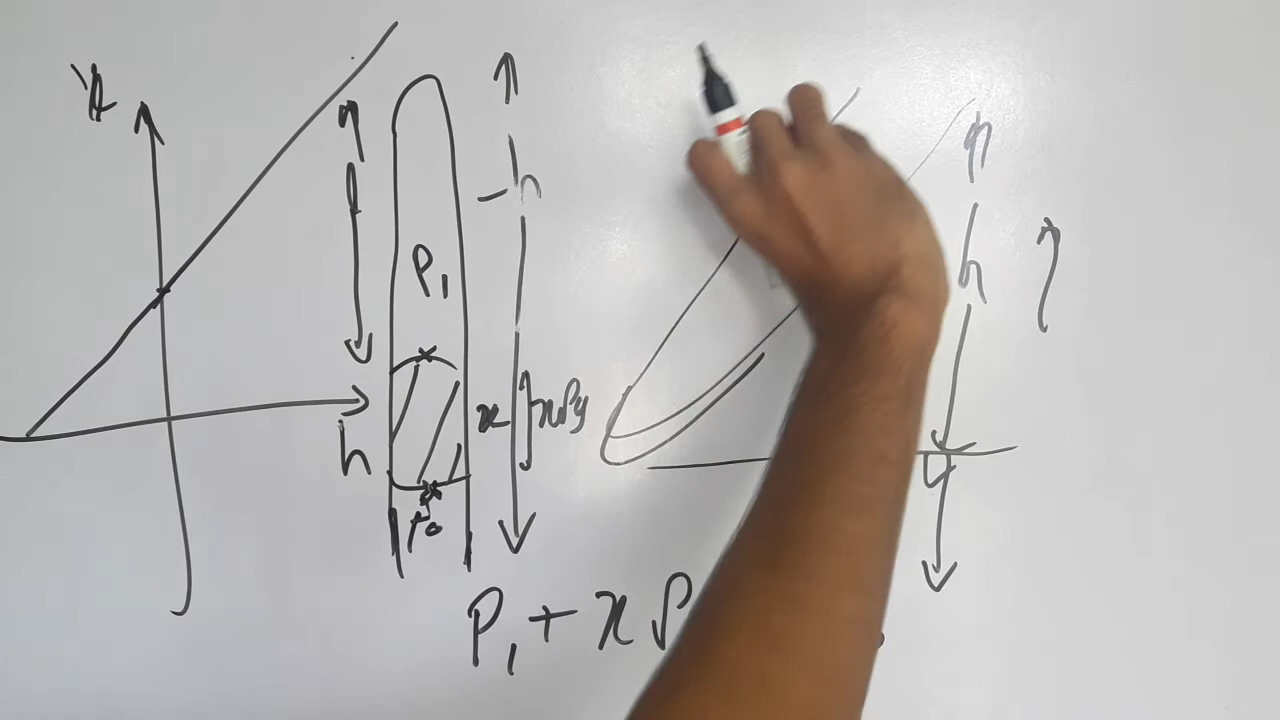 h
P₁
P₀
h
x
xρg
h
P₁ + xρ